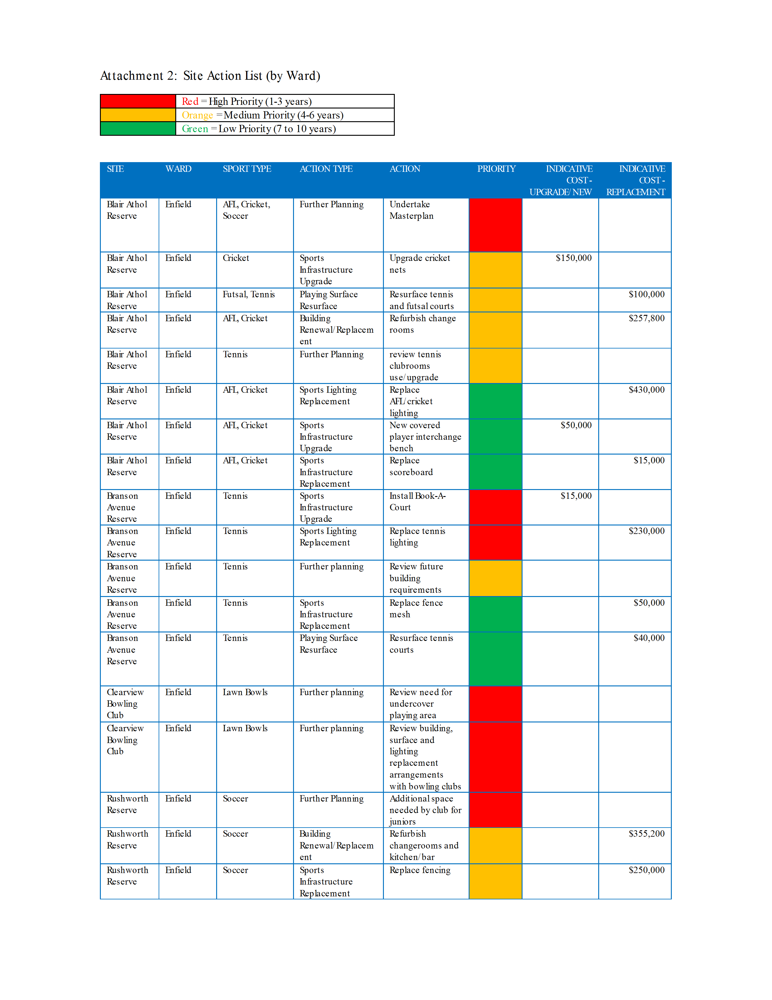 Attachment 2: Site Action List (by Ward)
Red = High Priority (1-3 years)
Orange = Medium Priority (4-6 years)
Green = Low Priority (7 to 10 years)
SITE WARD SPORT TYPE ACTION TYPE ACTION PRIORITY INDICATIVE INDICATIVE
COST - COST -
UPGRADE/ NEW REPLACEMENT
Blair Athol Enfield AFL, Cricket, Further Planning Undertake
Reserve Soccer Masterplan
Blair Athol Enfield Cricket Sports Upgrade cricket $150,000
Reserve Infrastructure nets
Upgrade
Blair Athol Enfield Futsal, Tennis Playing Surface Resurface tennis $100,000
Reserve Resurface and futsal courts
Blair Athol Enfield AFL, Cricket Building Refurbish change $257,800
Reserve Renewal/Replacem rooms
ent
Blair Athol Enfield Tennis Further Planning review tennis
Reserve clubrooms
use/upgrade
Blair Athol Enfield AFL, Cricket Sports Lighting Replace $430,000
Reserve Replacement AFL/cricket
lighting
Blair Athol Enfield AFL, Cricket Sports New covered $50,000
Reserve Infrastructure player interchange
Upgrade bench
Blair Athol Enfield AFL, Cricket Sports Replace $15,000
Reserve Infrastructure scoreboard
Replacement
Branson Enfield Tennis Sports Install Book-A- $15,000
Avenue Infrastructure Court
Reserve Upgrade
Branson Enfield Tennis Sports Lighting Replace tennis $230,000
Avenue Replacement lighting
Reserve
Branson Enfield Tennis Further planning Review future
Avenue building
Reserve requirements
Branson Enfield Tennis Sports Replace fence $50,000
Avenue Infrastructure mesh
Reserve Replacement
Branson Enfield Tennis Playing Surface Resurface tennis $40,000
Avenue Resurface courts
Reserve
Clearview Enfield Lawn Bowls Further planning Review need for
Bowling undercover
Club playing area
Clearview Enfield Lawn Bowls Further planning Review building,
Bowling surface and
Club lighting
replacement
arrangements
with bowling clubs
Rushworth Enfield Soccer Further Planning Additional space
Reserve needed by club for
juniors
Rushworth Enfield Soccer Building Refurbish $355,200
Reserve Renewal/Replacem changerooms and
ent kitchen/bar
Rushworth Enfield Soccer Sports Replace fencing $250,000
Reserve Infrastructure
Replacement